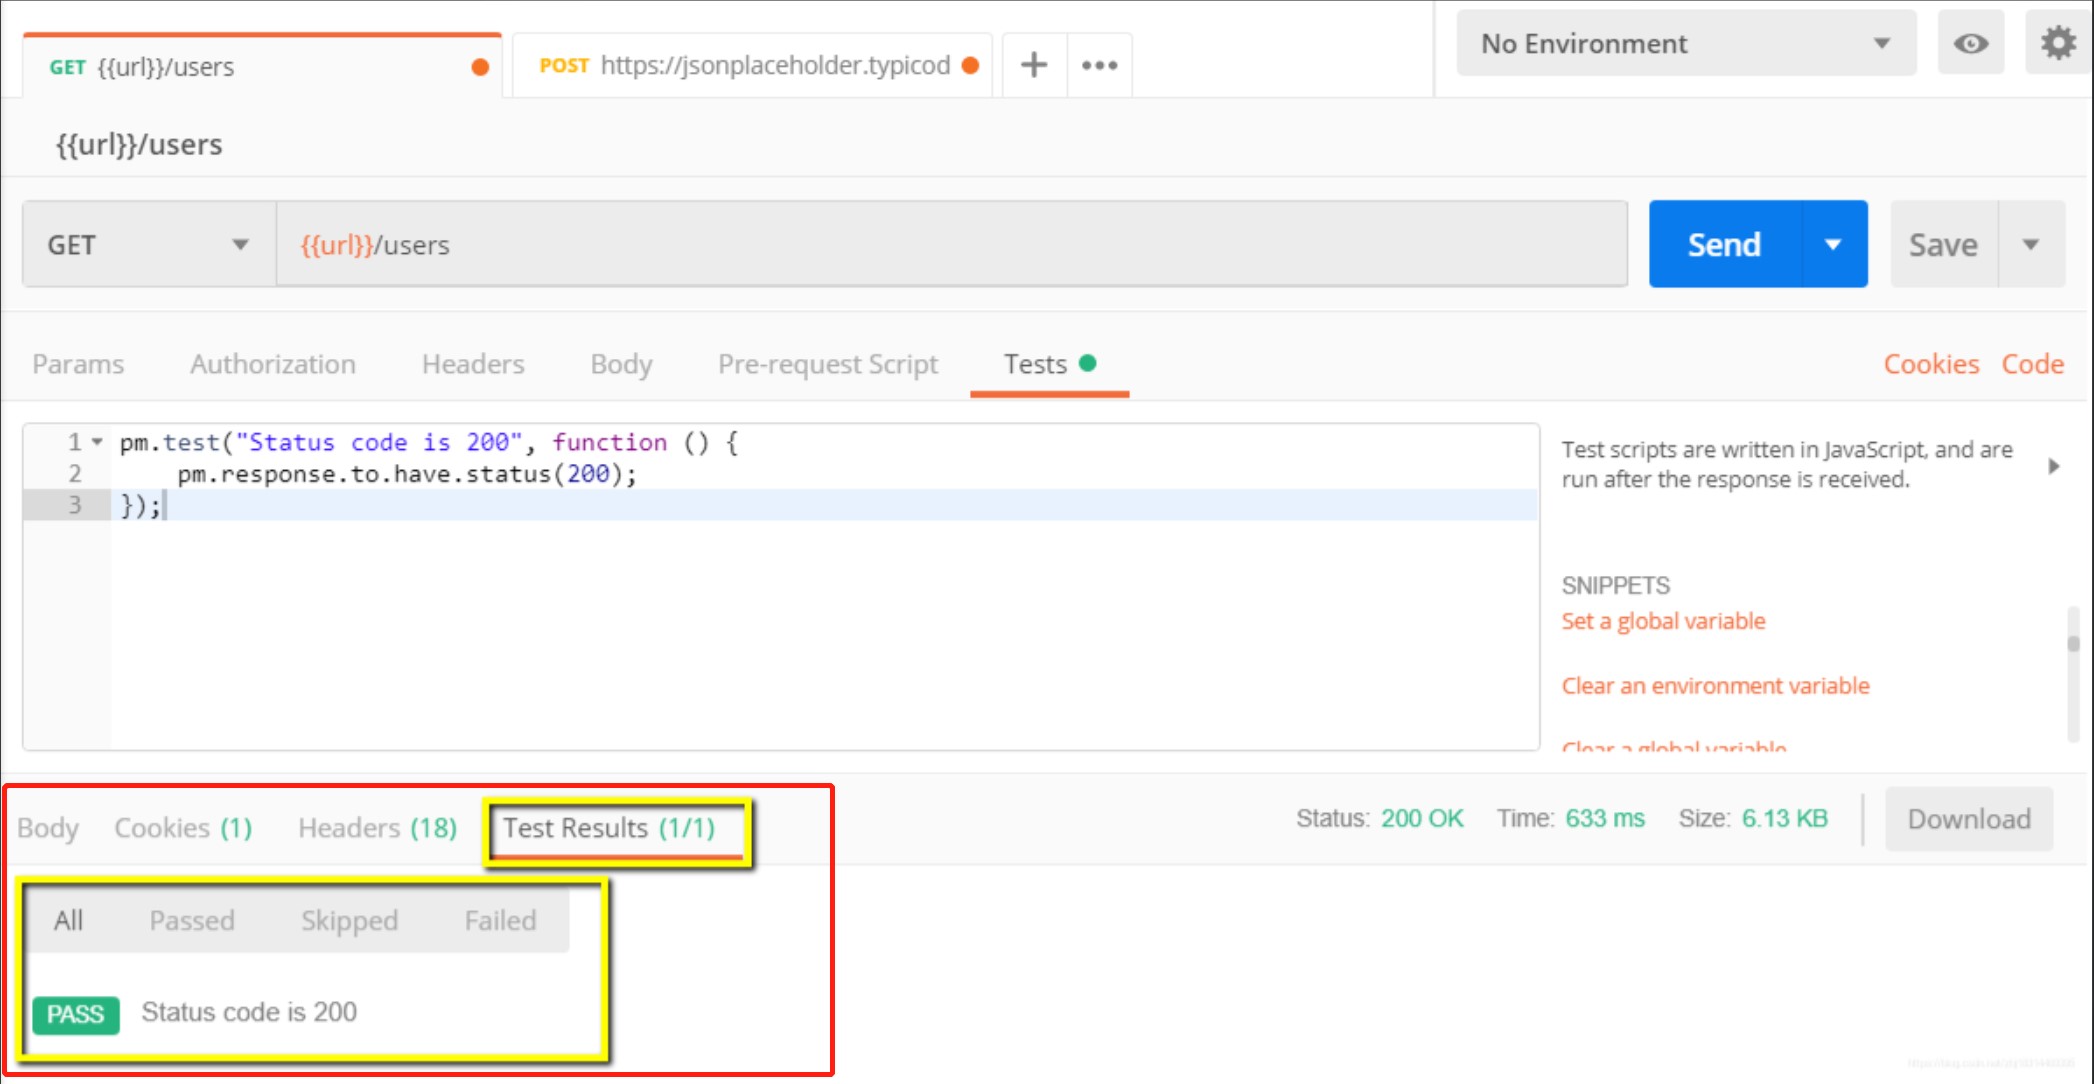 GET {{url}}/users
POST https://jsonplaceholder.typicod
No Environment
{{url}}/users
GET {{url}}/users Send Save
Params Authorization Headers Body Pre-request Script Tests Cookies Code
1 pm.test("Status code is 200", function () {
2 pm.response.to.have.status(200);
3 });
Test scripts are written in JavaScript, and are
run after the response is received.
SNIPPETS
Set a global variable
Clear an environment variable
Clear a global variable
Body Cookies (1) Headers (18) Test Results (1/1) Status: 200 OK Time: 633 ms Size: 6.13 KB Download
All Passed Skipped Failed
PASS Status code is 200